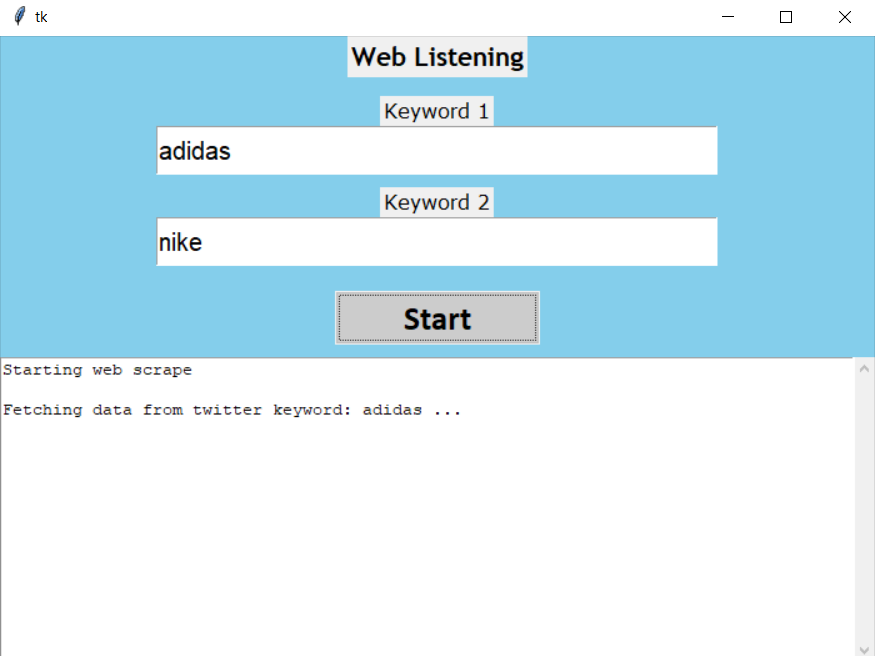 tk
Web Listening
Keyword 1
adidas
Keyword 2
nike
Start
Starting web scrape
Fetching data from twitter keyword: adidas ...